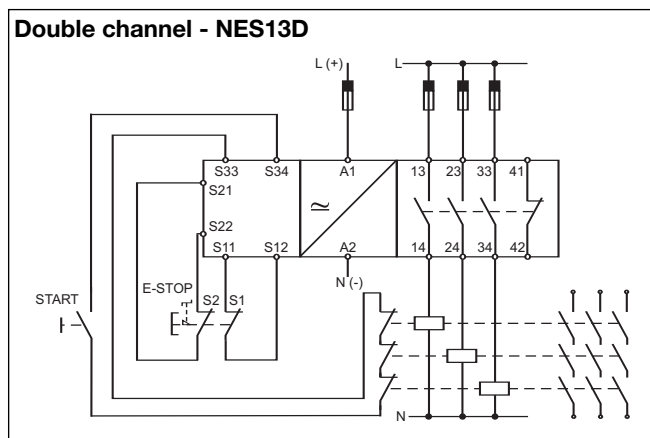 Double channel - NES13D
L (+) L
S33 S34 A1 13 23 33 41
S21
≅
S22
S11 S12 A2 14 24 34 42
N (-)
E-STOP
START S2 S1
N